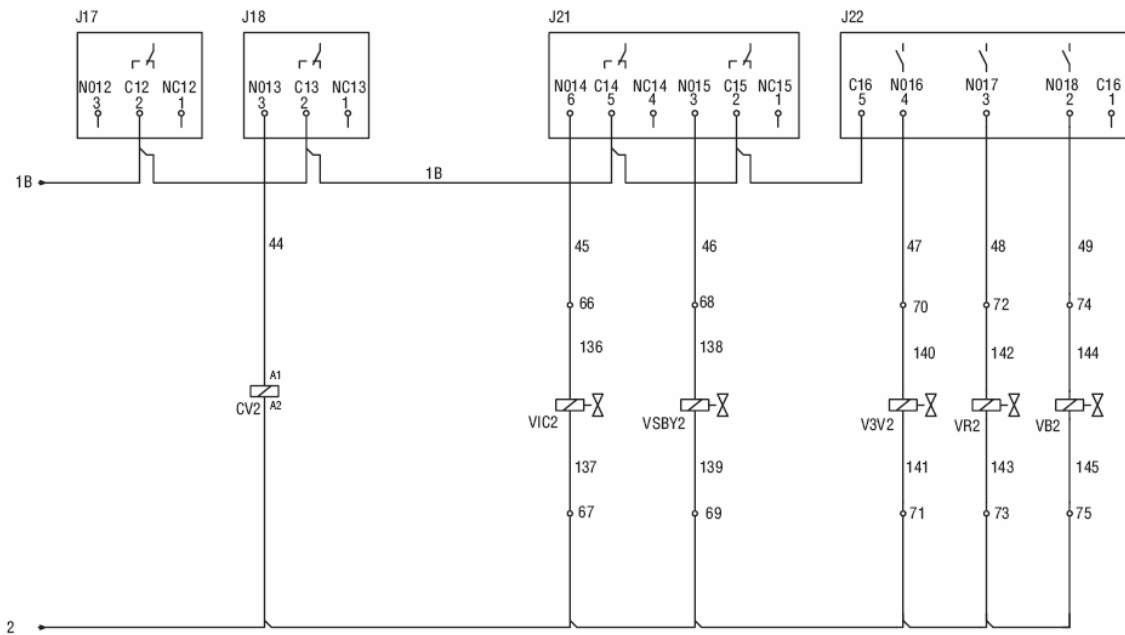 J17 J18 J21 J22
N012 C12 NC12 N013 C13 NC13 N014 C14 NC14 N015 C15 NC15 C16 N016 N017 N018 C16
3 2 1 3 2 1 6 5 4 3 2 1 5 4 3 2 1
1B 1B
44 45 46 47 48 49
66 68 70 72 74
136 138 140 142 144
A1
CV2 A2
VIC2 VSBY2 V3V2 VR2 VB2
137 139 141 143 145
67 69 71 73 75
2